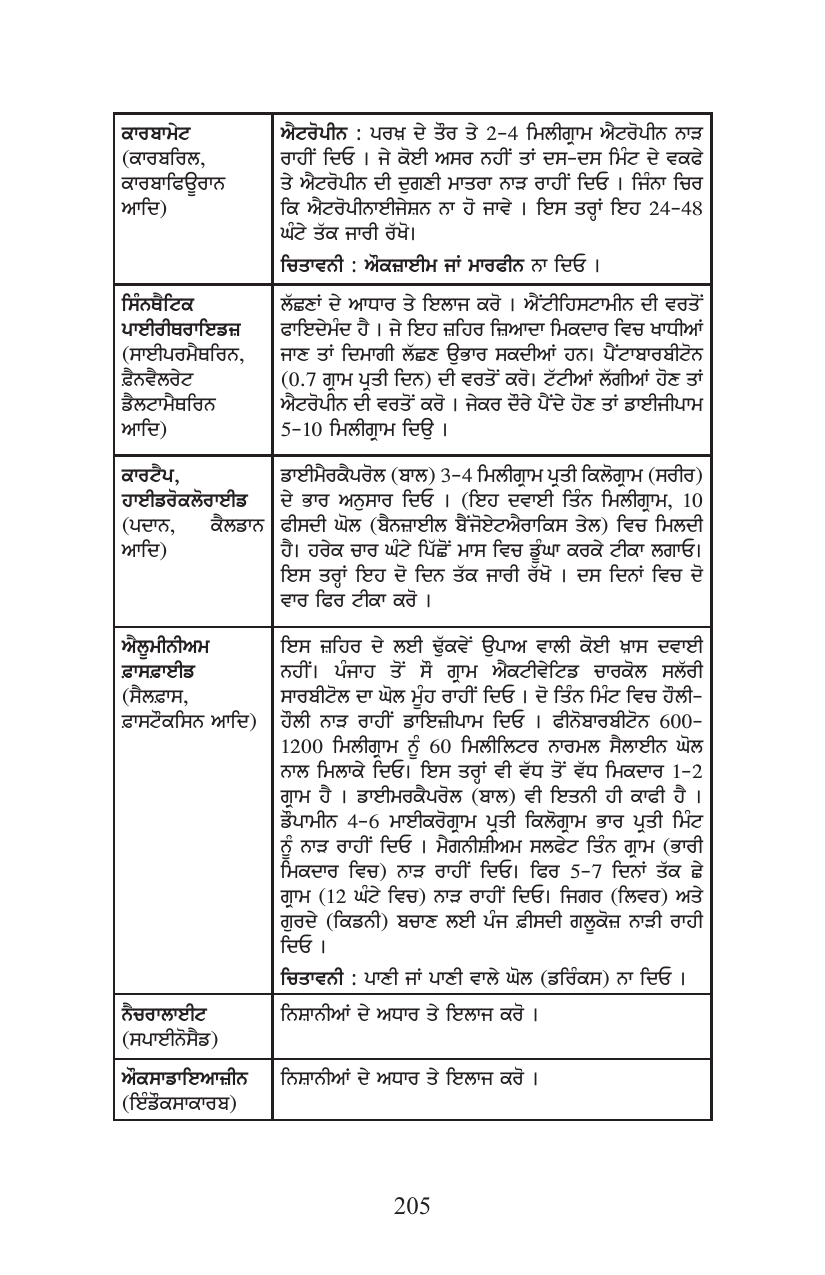 ਕਾਰਬਾਮੇਟ
(ਕਾਰਬਰਿਲ,
ਕਾਰਬਾਫਿਊਰਾਨ
ਆਦਿ)
ਐਟਰੋਪੀਨ : ਪਰਖ਼ ਦੇ ਤੌਰ ਤੇ 2-4 ਮਿਲੀਗ੍ਰਾਮ ਐਟਰੋਪੀਨ ਨਾੜ
ਰਾਹੀਂ ਦਿਓ । ਜੇ ਕੋਈ ਅਸਰ ਨਹੀਂ ਤਾਂ ਦਸ-ਦਸ ਮਿੰਟ ਦੇ ਵਕਫੇ
ਤੇ ਐਟਰੋਪੀਨ ਦੀ ਦੁਗਣੀ ਮਾਤਰਾ ਨਾੜ ਰਾਹੀਂ ਦਿਓ । ਜਿੰਨਾ ਚਿਰ
ਕਿ ਐਟਰੋਪੀਨਾਈਜੇਸ਼ਨ ਨਾ ਹੋ ਜਾਵੇ । ਇਸ ਤਰ੍ਹਾਂ ਇਹ 24-48
ਘੰਟੇ ਤੱਕ ਜਾਰੀ ਰੱਖੋ।
ਚਿਤਾਵਨੀ : ਔਕਜ਼ਾਈਮ ਜਾਂ ਮਾਰਫੀਨ ਨਾ ਦਿਓ ।
ਸਿੰਨਥੈਟਿਕ
ਪਾਈਰੀਥਰਾਇਡਜ਼
(ਸਾਈਪਰਮੈਥਰਿਨ,
ਫ਼ੈਨਵੈਲਰੇਟ
ਡੈਲਟਾਮੈਥਰਿਨ
ਆਦਿ)
ਲੱਛਣਾਂ ਦੇ ਆਧਾਰ ਤੇ ਇਲਾਜ ਕਰੋ । ਐਂਟੀਹਿਸਟਾਮੀਨ ਦੀ ਵਰਤੋਂ
ਫਾਇਦੇਮੰਦ ਹੈ । ਜੇ ਇਹ ਜ਼ਹਿਰ ਜ਼ਿਆਦਾ ਮਿਕਦਾਰ ਵਿਚ ਖਾਧੀਆਂ
ਜਾਣ ਤਾਂ ਦਿਮਾਗੀ ਲੱਛਣ ਉਭਾਰ ਸਕਦੀਆਂ ਹਨ। ਪੈਂਟਾਬਾਰਬੀਟੋਨ
(0.7 ਗ੍ਰਾਮ ਪ੍ਰਤੀ ਦਿਨ) ਦੀ ਵਰਤੋਂ ਕਰੋ। ਟੱਟੀਆਂ ਲੱਗੀਆਂ ਹੋਣ ਤਾਂ
ਐਟਰੋਪੀਨ ਦੀ ਵਰਤੋਂ ਕਰੋ । ਜੇਕਰ ਦੌਰੇ ਪੈਂਦੇ ਹੋਣ ਤਾਂ ਡਾਈਜੀਪਾਮ
5-10 ਮਿਲੀਗ੍ਰਾਮ ਦਿਉ ।
ਕਾਰਟੈਪ,
ਹਾਈਡਰੋਕਲੋਰਾਈਡ
(ਪਦਾਨ, ਕੈਲਡਾਨ
ਆਦਿ)
ਡਾਈਮੈਰਕੈਪਰੋਲ (ਬਾਲ) 3-4 ਮਿਲੀਗ੍ਰਾਮ ਪ੍ਰਤੀ ਕਿਲੋਗ੍ਰਾਮ (ਸਰੀਰ)
ਦੇ ਭਾਰ ਅਨੁਸਾਰ ਦਿਓ । (ਇਹ ਦਵਾਈ ਤਿੰਨ ਮਿਲੀਗ੍ਰਾਮ, 10
ਫੀਸਦੀ ਘੋਲ (ਬੈਨਜ਼ਾਈਲ ਬੈਂਜੋਏਟਐਰਾਕਿਸ ਤੇਲ) ਵਿਚ ਮਿਲਦੀ
ਹੈ। ਹਰੇਕ ਚਾਰ ਘੰਟੇ ਪਿੱਛੋਂ ਮਾਸ ਵਿਚ ਡੂੰਘਾ ਕਰਕੇ ਟੀਕਾ ਲਗਾਓ।
ਇਸ ਤਰ੍ਹਾਂ ਇਹ ਦੋ ਦਿਨ ਤੱਕ ਜਾਰੀ ਰੱਖੋ । ਦਸ ਦਿਨਾਂ ਵਿਚ ਦੋ
ਵਾਰ ਫਿਰ ਟੀਕਾ ਕਰੋ ।
ਐਲੂਮੀਨੀਅਮ
ਫ਼ਾਸਫ਼ਾਈਡ
(ਸੈਲਫ਼ਾਸ,
ਫ਼ਾਸਟੌਕਸਿਨ ਆਦਿ)
ਇਸ ਜ਼ਹਿਰ ਦੇ ਲਈ ਢੁੱਕਵੇਂ ਉਪਾਅ ਵਾਲੀ ਕੋਈ ਖ਼ਾਸ ਦਵਾਈ
ਨਹੀਂ। ਪੰਜਾਹ ਤੋਂ ਸੌ ਗ੍ਰਾਮ ਐਕਟੀਵੇਟਿਡ ਚਾਰਕੋਲ ਸਲੱਰੀ
ਸਾਰਬੀਟੋਲ ਦਾ ਘੋਲ ਮੂੰਹ ਰਾਹੀਂ ਦਿਓ । ਦੋ ਤਿੰਨ ਮਿੰਟ ਵਿਚ ਹੌਲੀ-
ਹੌਲੀ ਨਾੜ ਰਾਹੀਂ ਡਾਇਜ਼ੀਪਾਮ ਦਿਓ । ਫੀਨੋਬਾਰਬੀਟੋਨ 600-
1200 ਮਿਲੀਗ੍ਰਾਮ ਨੂੰ 60 ਮਿਲੀਲਿਟਰ ਨਾਰਮਲ ਸੈਲਾਈਨ ਘੋਲ
ਨਾਲ ਮਿਲਾਕੇ ਦਿਓ। ਇਸ ਤਰ੍ਹਾਂ ਵੀ ਵੱਧ ਤੋਂ ਵੱਧ ਮਿਕਦਾਰ 1-2
ਗ੍ਰਾਮ ਹੈ । ਡਾਈਮਰਕੈਪਰੋਲ (ਬਾਲ) ਵੀ ਇਤਨੀ ਹੀ ਕਾਫੀ ਹੈ ।
ਡੌਪਾਮੀਨ 4-6 ਮਾਈਕਰੋਗ੍ਰਾਮ ਪ੍ਰਤੀ ਕਿਲੋਗ੍ਰਾਮ ਭਾਰ ਪ੍ਰਤੀ ਮਿੰਟ
ਨੂੰ ਨਾੜ ਰਾਹੀਂ ਦਿਓ । ਮੈਗਨੀਸ਼ੀਅਮ ਸਲਫੇਟ ਤਿੰਨ ਗ੍ਰਾਮ (ਭਾਰੀ
ਮਿਕਦਾਰ ਵਿਚ) ਨਾੜ ਰਾਹੀਂ ਦਿਓ। ਫਿਰ 5-7 ਦਿਨਾਂ ਤੱਕ ਛੇ
ਗ੍ਰਾਮ (12 ਘੰਟੇ ਵਿਚ) ਨਾੜ ਰਾਹੀਂ ਦਿਓ। ਜਿਗਰ (ਲਿਵਰ) ਅਤੇ
ਗੁਰਦੇ (ਕਿਡਨੀ) ਬਚਾਣ ਲਈ ਪੰਜ ਫ਼ੀਸਦੀ ਗਲੂਕੋਜ਼ ਨਾੜੀ ਰਾਹੀ
ਦਿਓ ।
ਚਿਤਾਵਨੀ : ਪਾਣੀ ਜਾਂ ਪਾਣੀ ਵਾਲੇ ਘੋਲ (ਡਰਿੰਕਸ) ਨਾ ਦਿਓ ।
ਨੈਚਰਾਲਾਈਟ
(ਸਪਾਈਨੋਸੈਡ)
ਨਿਸ਼ਾਨੀਆਂ ਦੇ ਅਧਾਰ ਤੇ ਇਲਾਜ ਕਰੋ ।
ਔਕਸਾਡਾਇਆਜ਼ੀਨ
(ਇੰਡੌਕਸਾਕਾਰਬ)
ਨਿਸ਼ਾਨੀਆਂ ਦੇ ਅਧਾਰ ਤੇ ਇਲਾਜ ਕਰੋ ।
205